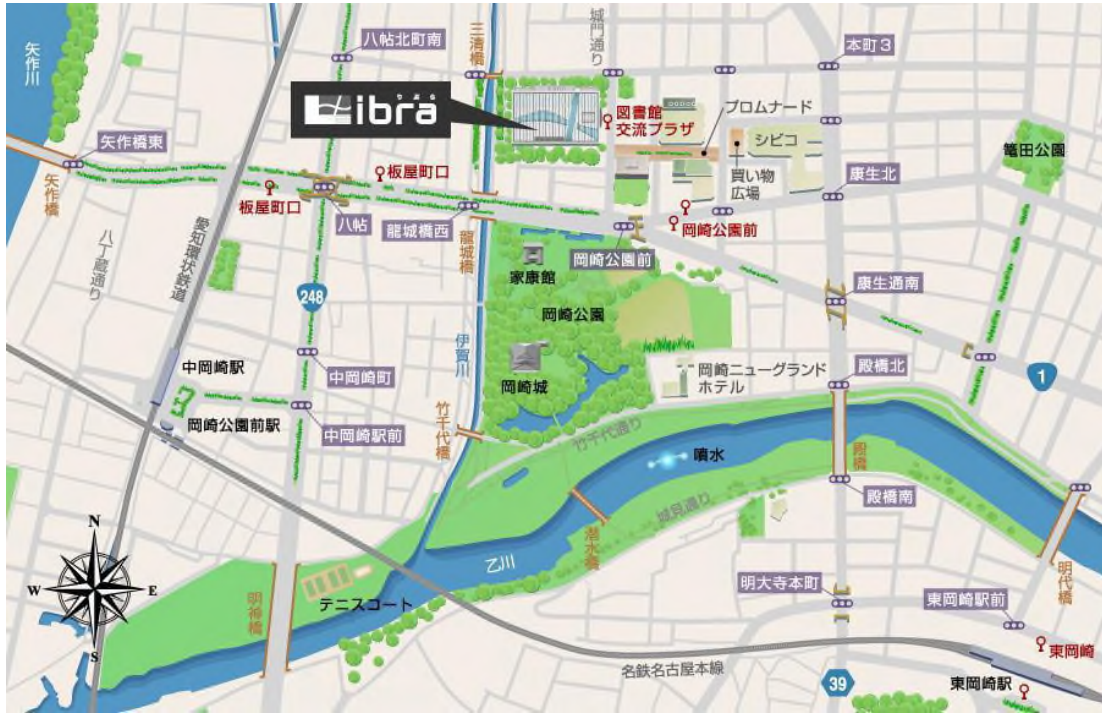 矢作川
八帖北町南
三清橋
城門通り
本町3
りぶら
Libra
図書館
交流プラザ
プロムナード
シビコ
買い物
広場
篭田公園
矢作橋東
矢作橋
板屋町口
板屋町口
八帖
龍城橋西
龍城橋
康生北
岡崎公園前
岡崎公園前
八丁蔵通り
愛知環状鉄道
248
家康館
岡崎公園
岡崎城
伊賀川
康生通南
岡崎ニューグランド
ホテル
殿橋北
1
中岡崎駅
中岡崎町
岡崎公園前駅
中岡崎駅前
竹千代橋
竹千代通り
噴水
殿橋
殿橋南
城見通り
潜水橋
乙川
明代橋
N
W
E
S
テニスコート
明神橋
明大寺本町
東岡崎駅前
東岡崎
名鉄名古屋本線
39
東岡崎駅